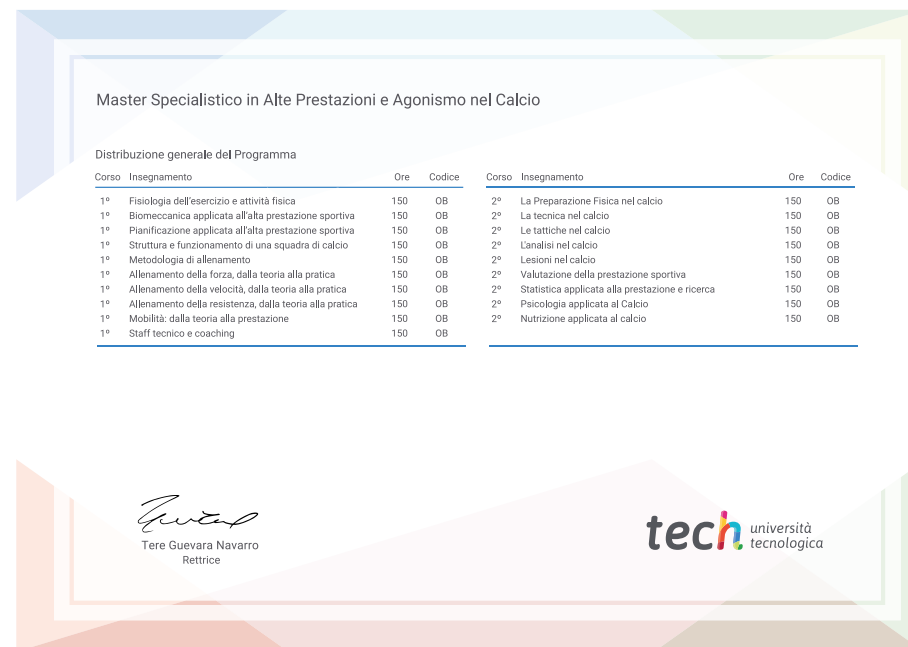 Master Specialistico in Alte Prestazioni e Agonismo nel Calcio
Distribuzione generale del Programma
Corso Insegnamento Ore Codice
1º Fisiologia dell'esercizio e attività fisica 150 OB
1º Biomeccanica applicata all'alta prestazione sportiva 150 OB
1º Pianificazione applicata all'alta prestazione sportiva 150 OB
1º Struttura e funzionamento di una squadra di calcio 150 OB
1º Metodologia di allenamento 150 OB
1º Allenamento della forza, dalla teoria alla pratica 150 OB
1º Allenamento della velocità, dalla teoria alla pratica 150 OB
1º Allenamento della resistenza, dalla teoria alla pratica 150 OB
1º Mobilità: dalla teoria alla prestazione 150 OB
1º Staff tecnico e coaching 150 OB
Corso Insegnamento Ore Codice
2º La Preparazione Fisica nel calcio 150 OB
2º La tecnica nel calcio 150 OB
2º Le tattiche nel calcio 150 OB
2º L'analisi nel calcio 150 OB
2º Lesioni nel calcio 150 OB
2º Valutazione della prestazione sportiva 150 OB
2º Statistica applicata alla prestazione e ricerca 150 OB
2º Psicologia applicata al Calcio 150 OB
2º Nutrizione applicata al calcio 150 OB
Tere Guevara Navarro
Rettrice
tech università
tecnologica